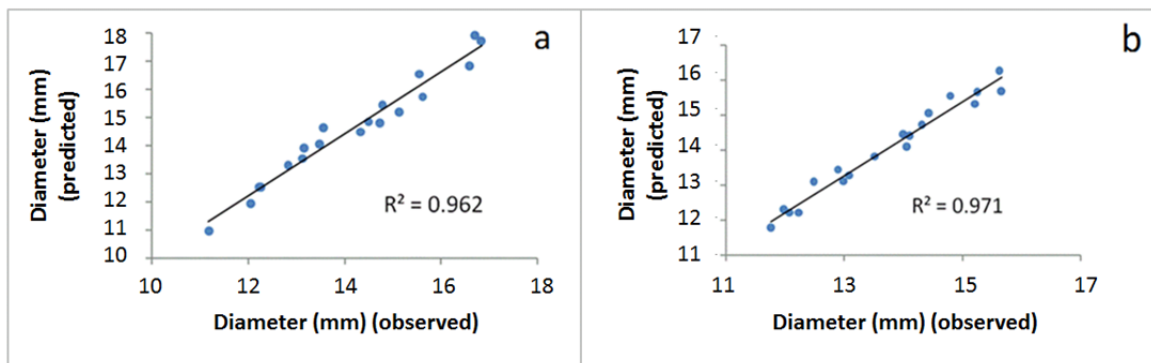 a
Diameter (mm)
(predicted)
18
17
16
15
14
13
12
11
10
R² = 0.962
10 12 14 16 18
Diameter (mm) (observed)
b
Diameter (mm)
(predicted)
17
16
15
14
13
12
11
R² = 0.971
11 13 15 17
Diameter (mm) (observed)